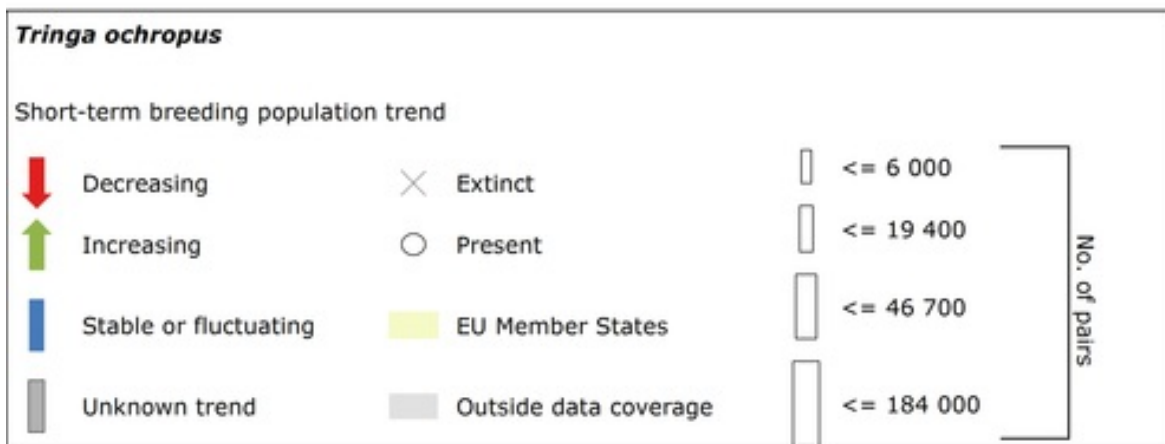 Tringa ochropus
Short-term breeding population trend
Decreasing
Extinct
<= 6 000
Increasing
Present
<= 19 400
Stable or fluctuating
EU Member States
<= 46 700
Unknown trend
Outside data coverage
<= 184 000
No. of pairs